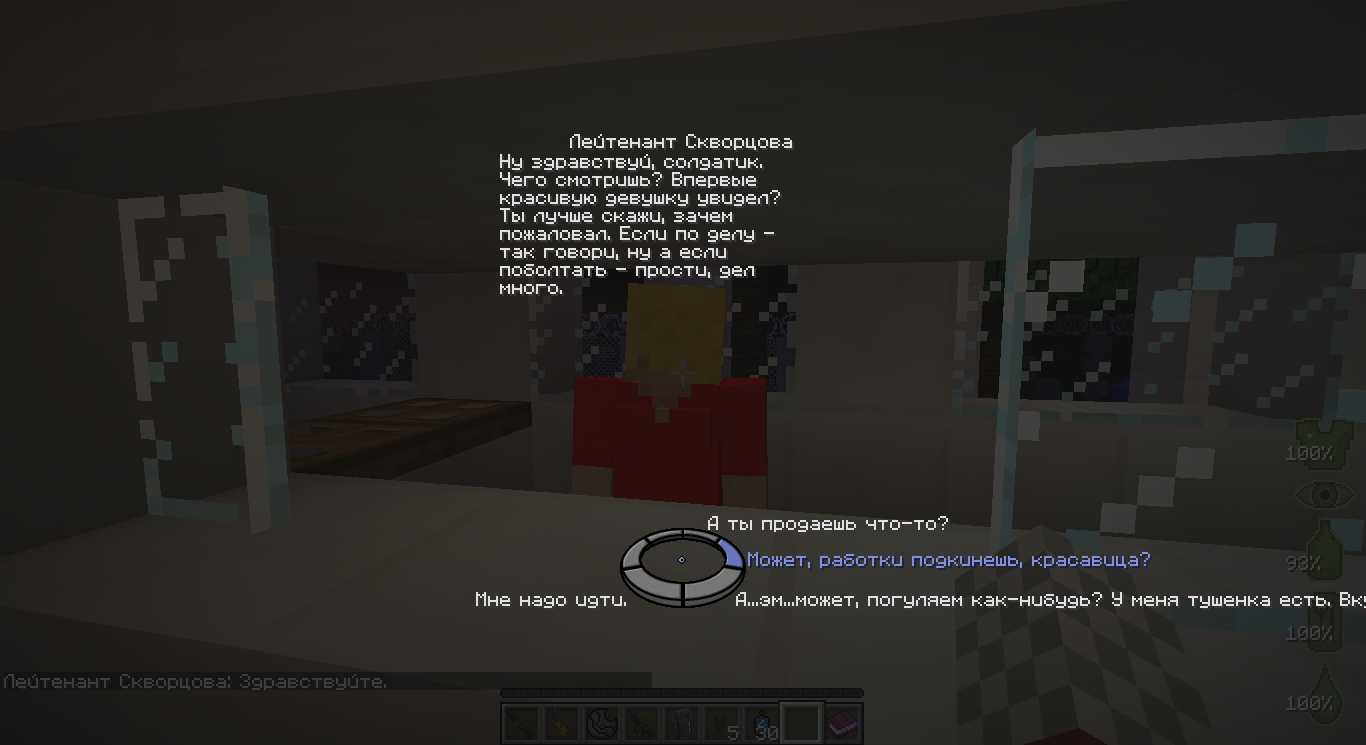 Лейтенант Скворцова
Ну здравствуй, солдатик.
Чего смотришь? Впервые
красивую девушку увидел?
Ты лучше скажи, зачем
пожаловал. Если по делу –
так говори, ну а если
поболтать – прости, дел
много.
А ты продаешь что-то?
Может, работки подкинешь, красавица?
Мне надо идти.
А...эм...может, погуляем как-нибудь? У меня тушенка есть. Вку
Лейтенант Скворцова: Здравствуйте.
100%
93%
100%
100%
5
30